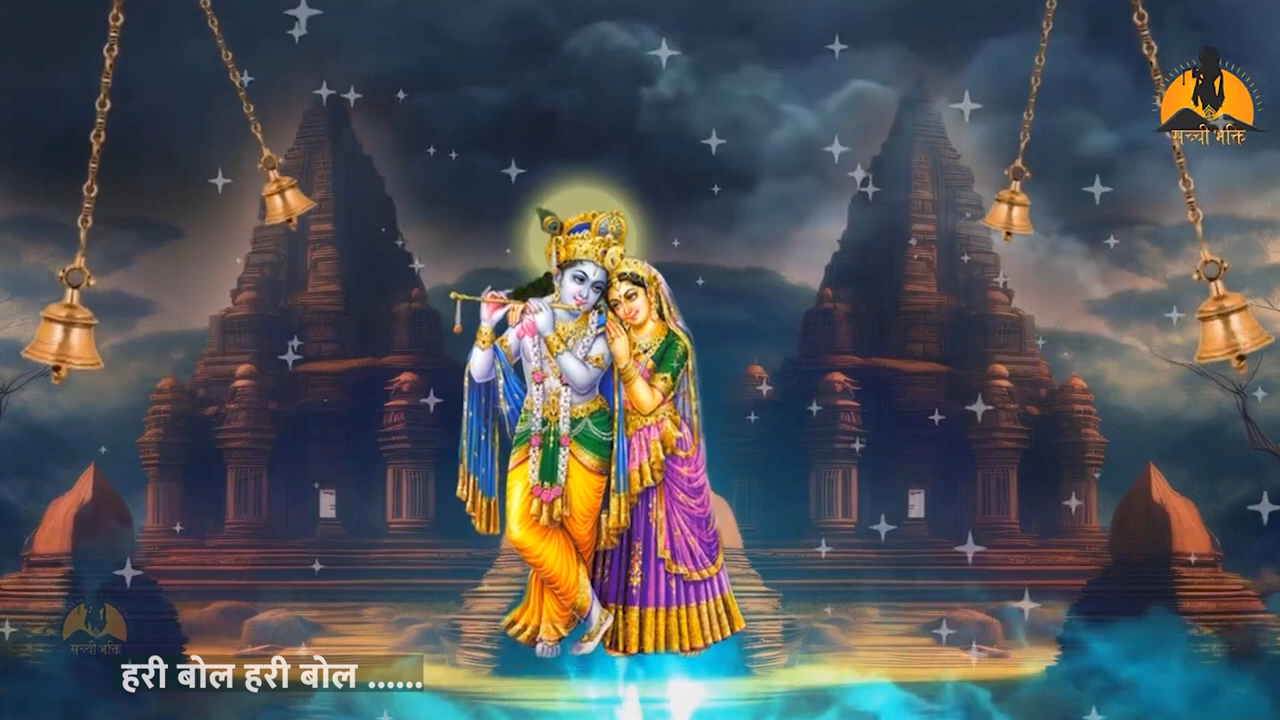 सच्ची भक्ति
सच्ची भक्ति
हरी बोल हरी बोल ......